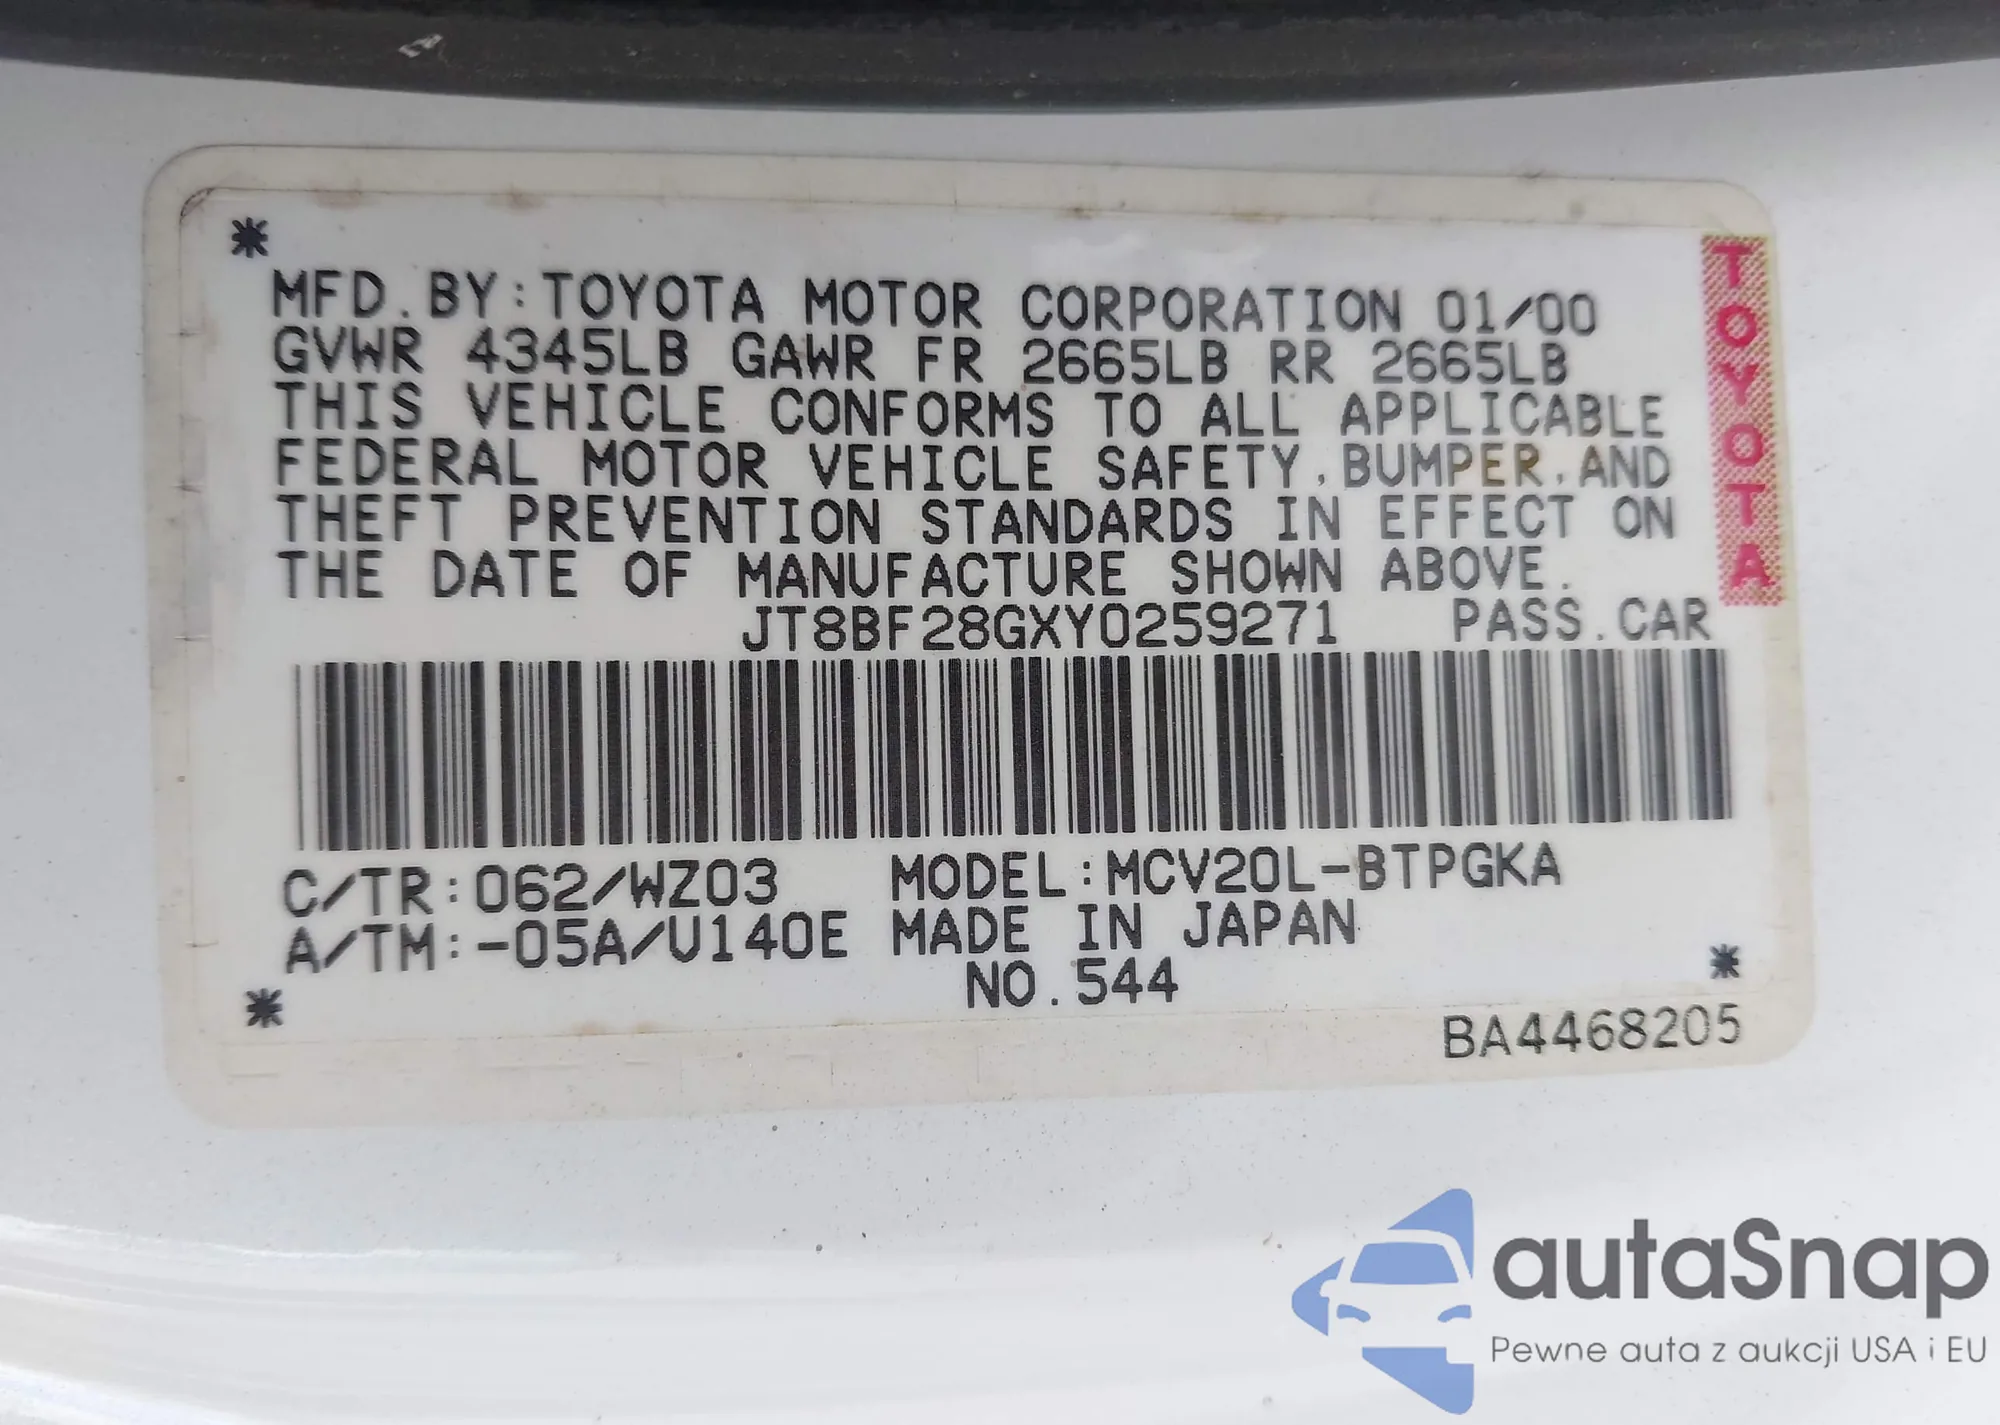 MFD.BY:TOYOTA MOTOR CORPORATION 01/00
GVWR 4345LB GAWR FR 2665LB RR 2665LB
THIS VEHICLE CONFORMS TO ALL APPLICABLE
FEDERAL MOTOR VEHICLE SAFETY,BUMPER,AND
THEFT PREVENTION STANDARDS IN EFFECT ON
THE DATE OF MANUFACTURE SHOWN ABOVE.
JT8BF28GXY0259271 PASS.CAR
C/TR:062/WZ03 MODEL:MCV20L-BTPGKA
A/TM:-05A/U140E MADE IN JAPAN
NO.544
BA4468205
TOYOTA
autaSnap
Pewne auta z aukcji USA i EU